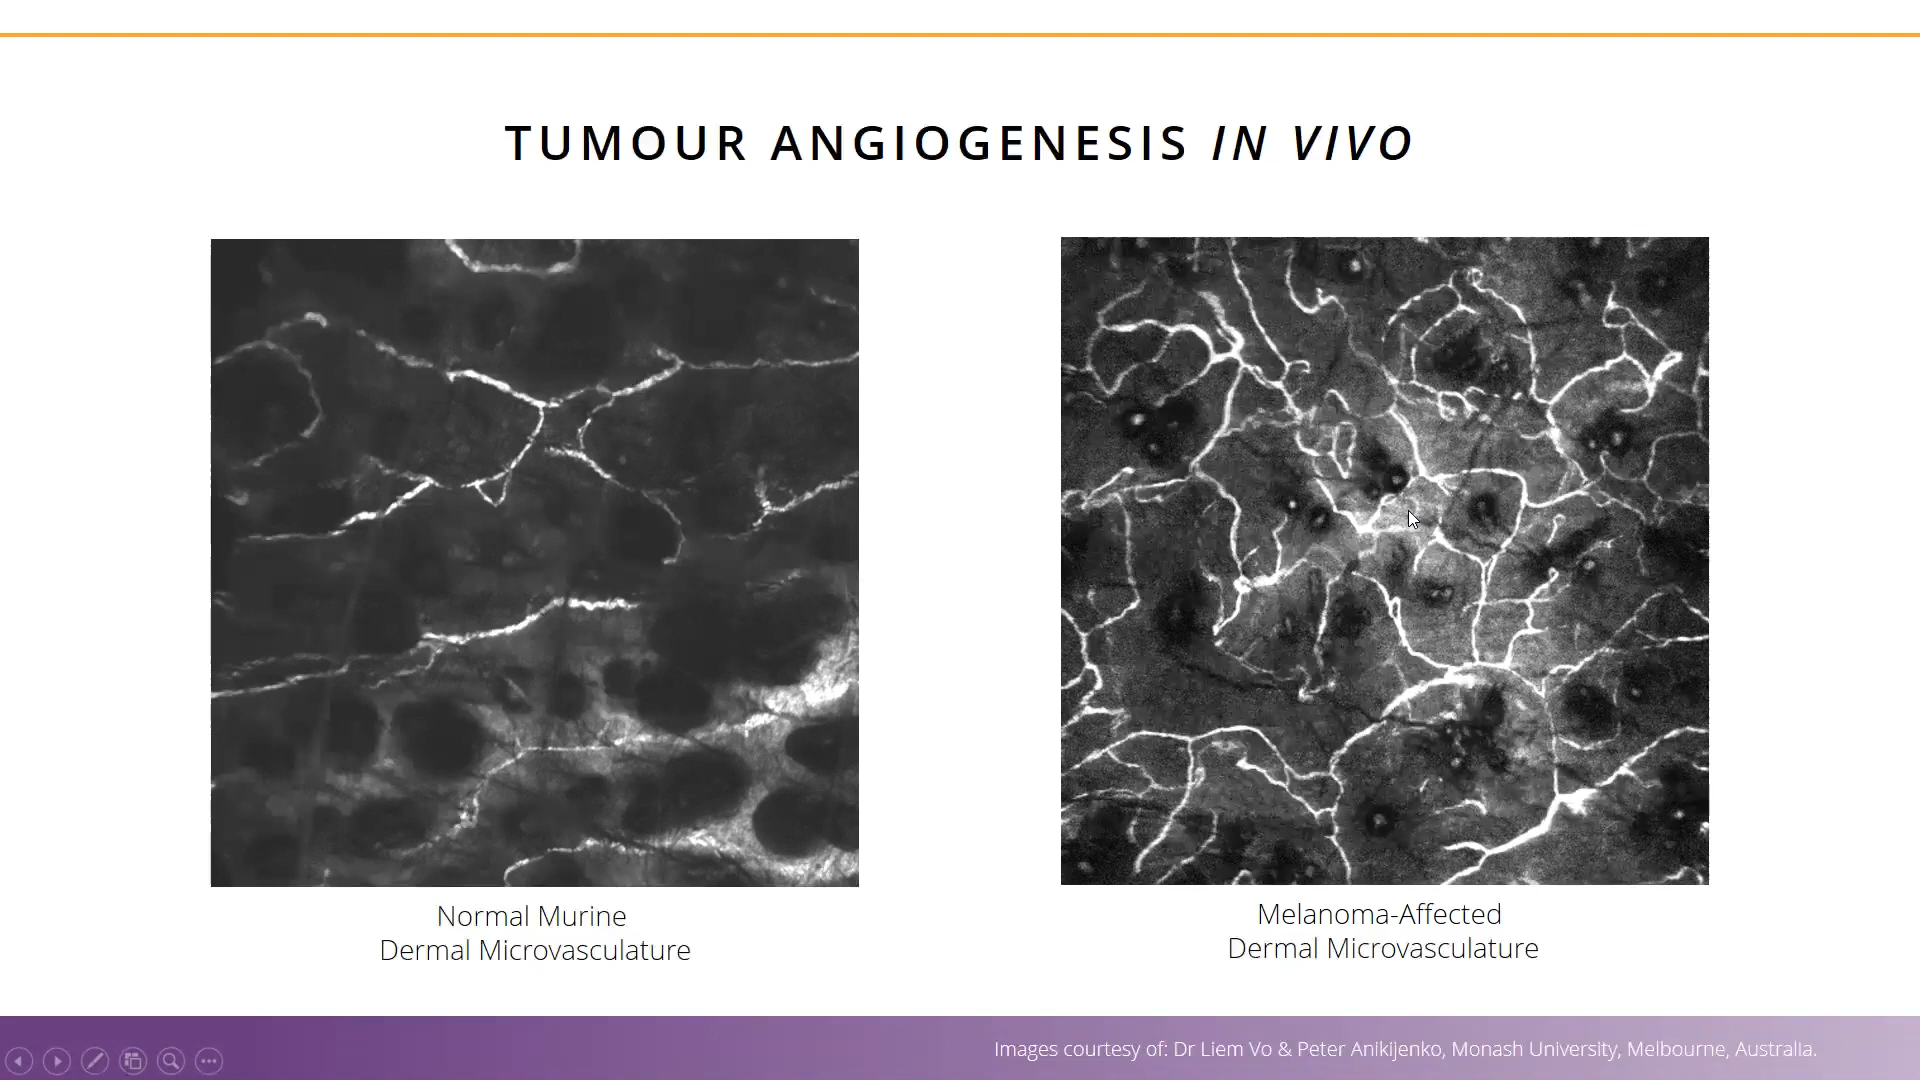 TUMOUR ANGIOGENESIS IN VIVO
Normal Murine
Dermal Microvasculature
Melanoma-Affected
Dermal Microvasculature
Images courtesy of: Dr Liem Vo & Peter Anikijenko, Monash University, Melbourne, Australia.